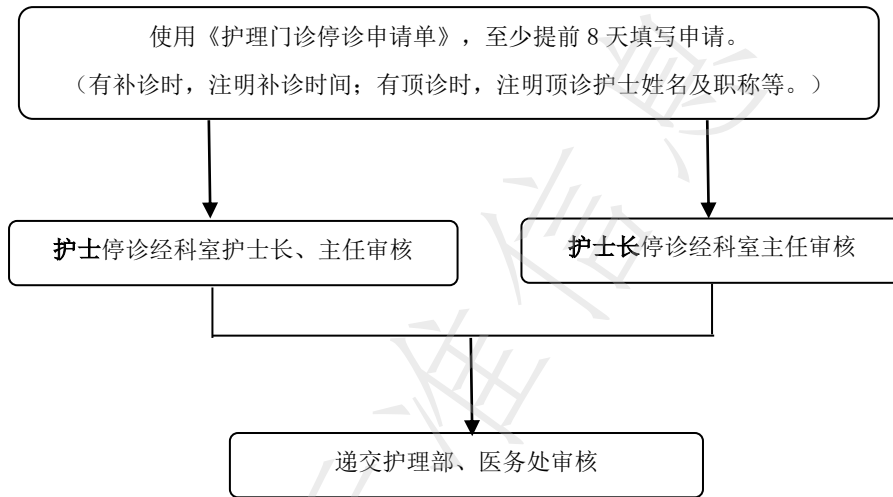 使用《护理门诊停诊申请单》，至少提前 8 天填写申请。
（有补诊时，注明补诊时间；有顶诊时，注明顶诊护士姓名及职称等。）
护士停诊经科室护士长、主任审核
护士长停诊经科室主任审核
递交护理部、医务处审核
准信息